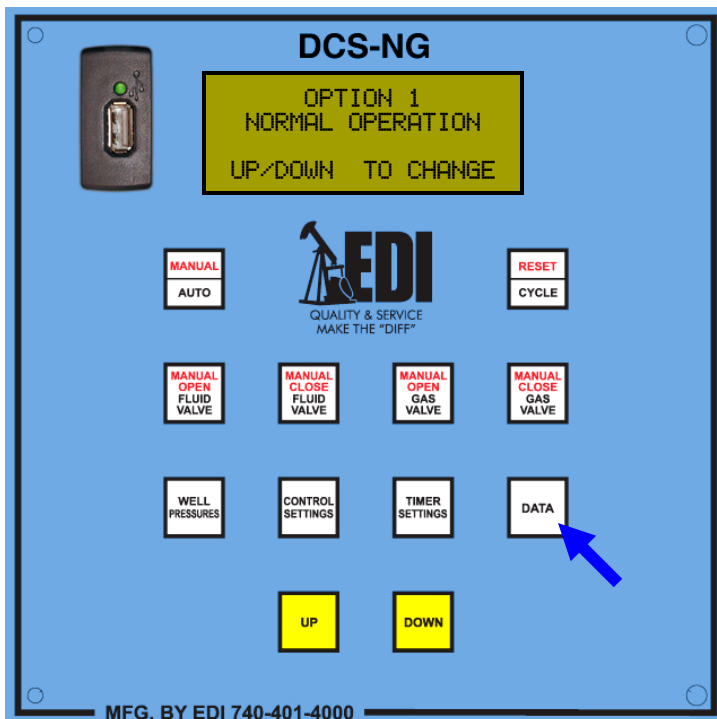 DCS-NG
OPTION 1
NORMAL OPERATION
UP/DOWN TO CHANGE
EDI
QUALITY & SERVICE
MAKE THE "DIFF"
MANUAL
AUTO
RESET
CYCLE
MANUAL
OPEN
FLUID
VALVE
MANUAL
CLOSE
FLUID
VALVE
MANUAL
OPEN
GAS
VALVE
MANUAL
CLOSE
GAS
VALVE
WELL
PRESSURES
CONTROL
SETTINGS
TIMER
SETTINGS
DATA
UP
DOWN
MFG. BY EDI 740-401-4000